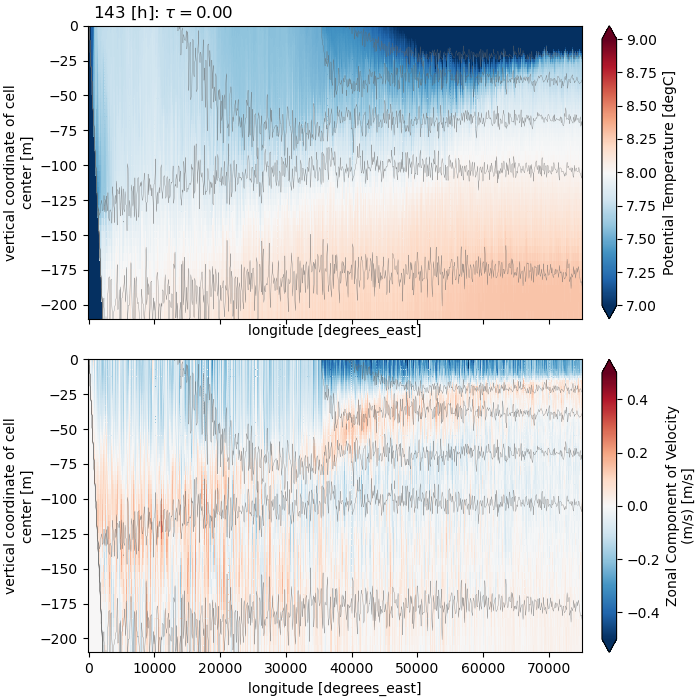 143 [h]: τ = 0.00
0
−25
−50
−75
−100
−125
−150
−175
−200
vertical coordinate of cell
center [m]
longitude [degrees_east]
9.00
8.75
8.50
8.25
8.00
7.75
7.50
7.25
7.00
Potential Temperature [degC]
0
−25
−50
−75
−100
−125
−150
−175
−200
vertical coordinate of cell
center [m]
0 10000 20000 30000 40000 50000 60000 70000
longitude [degrees_east]
0.4
0.2
0.0
−0.2
−0.4
Zonal Component of Velocity
(m/s) [m/s]